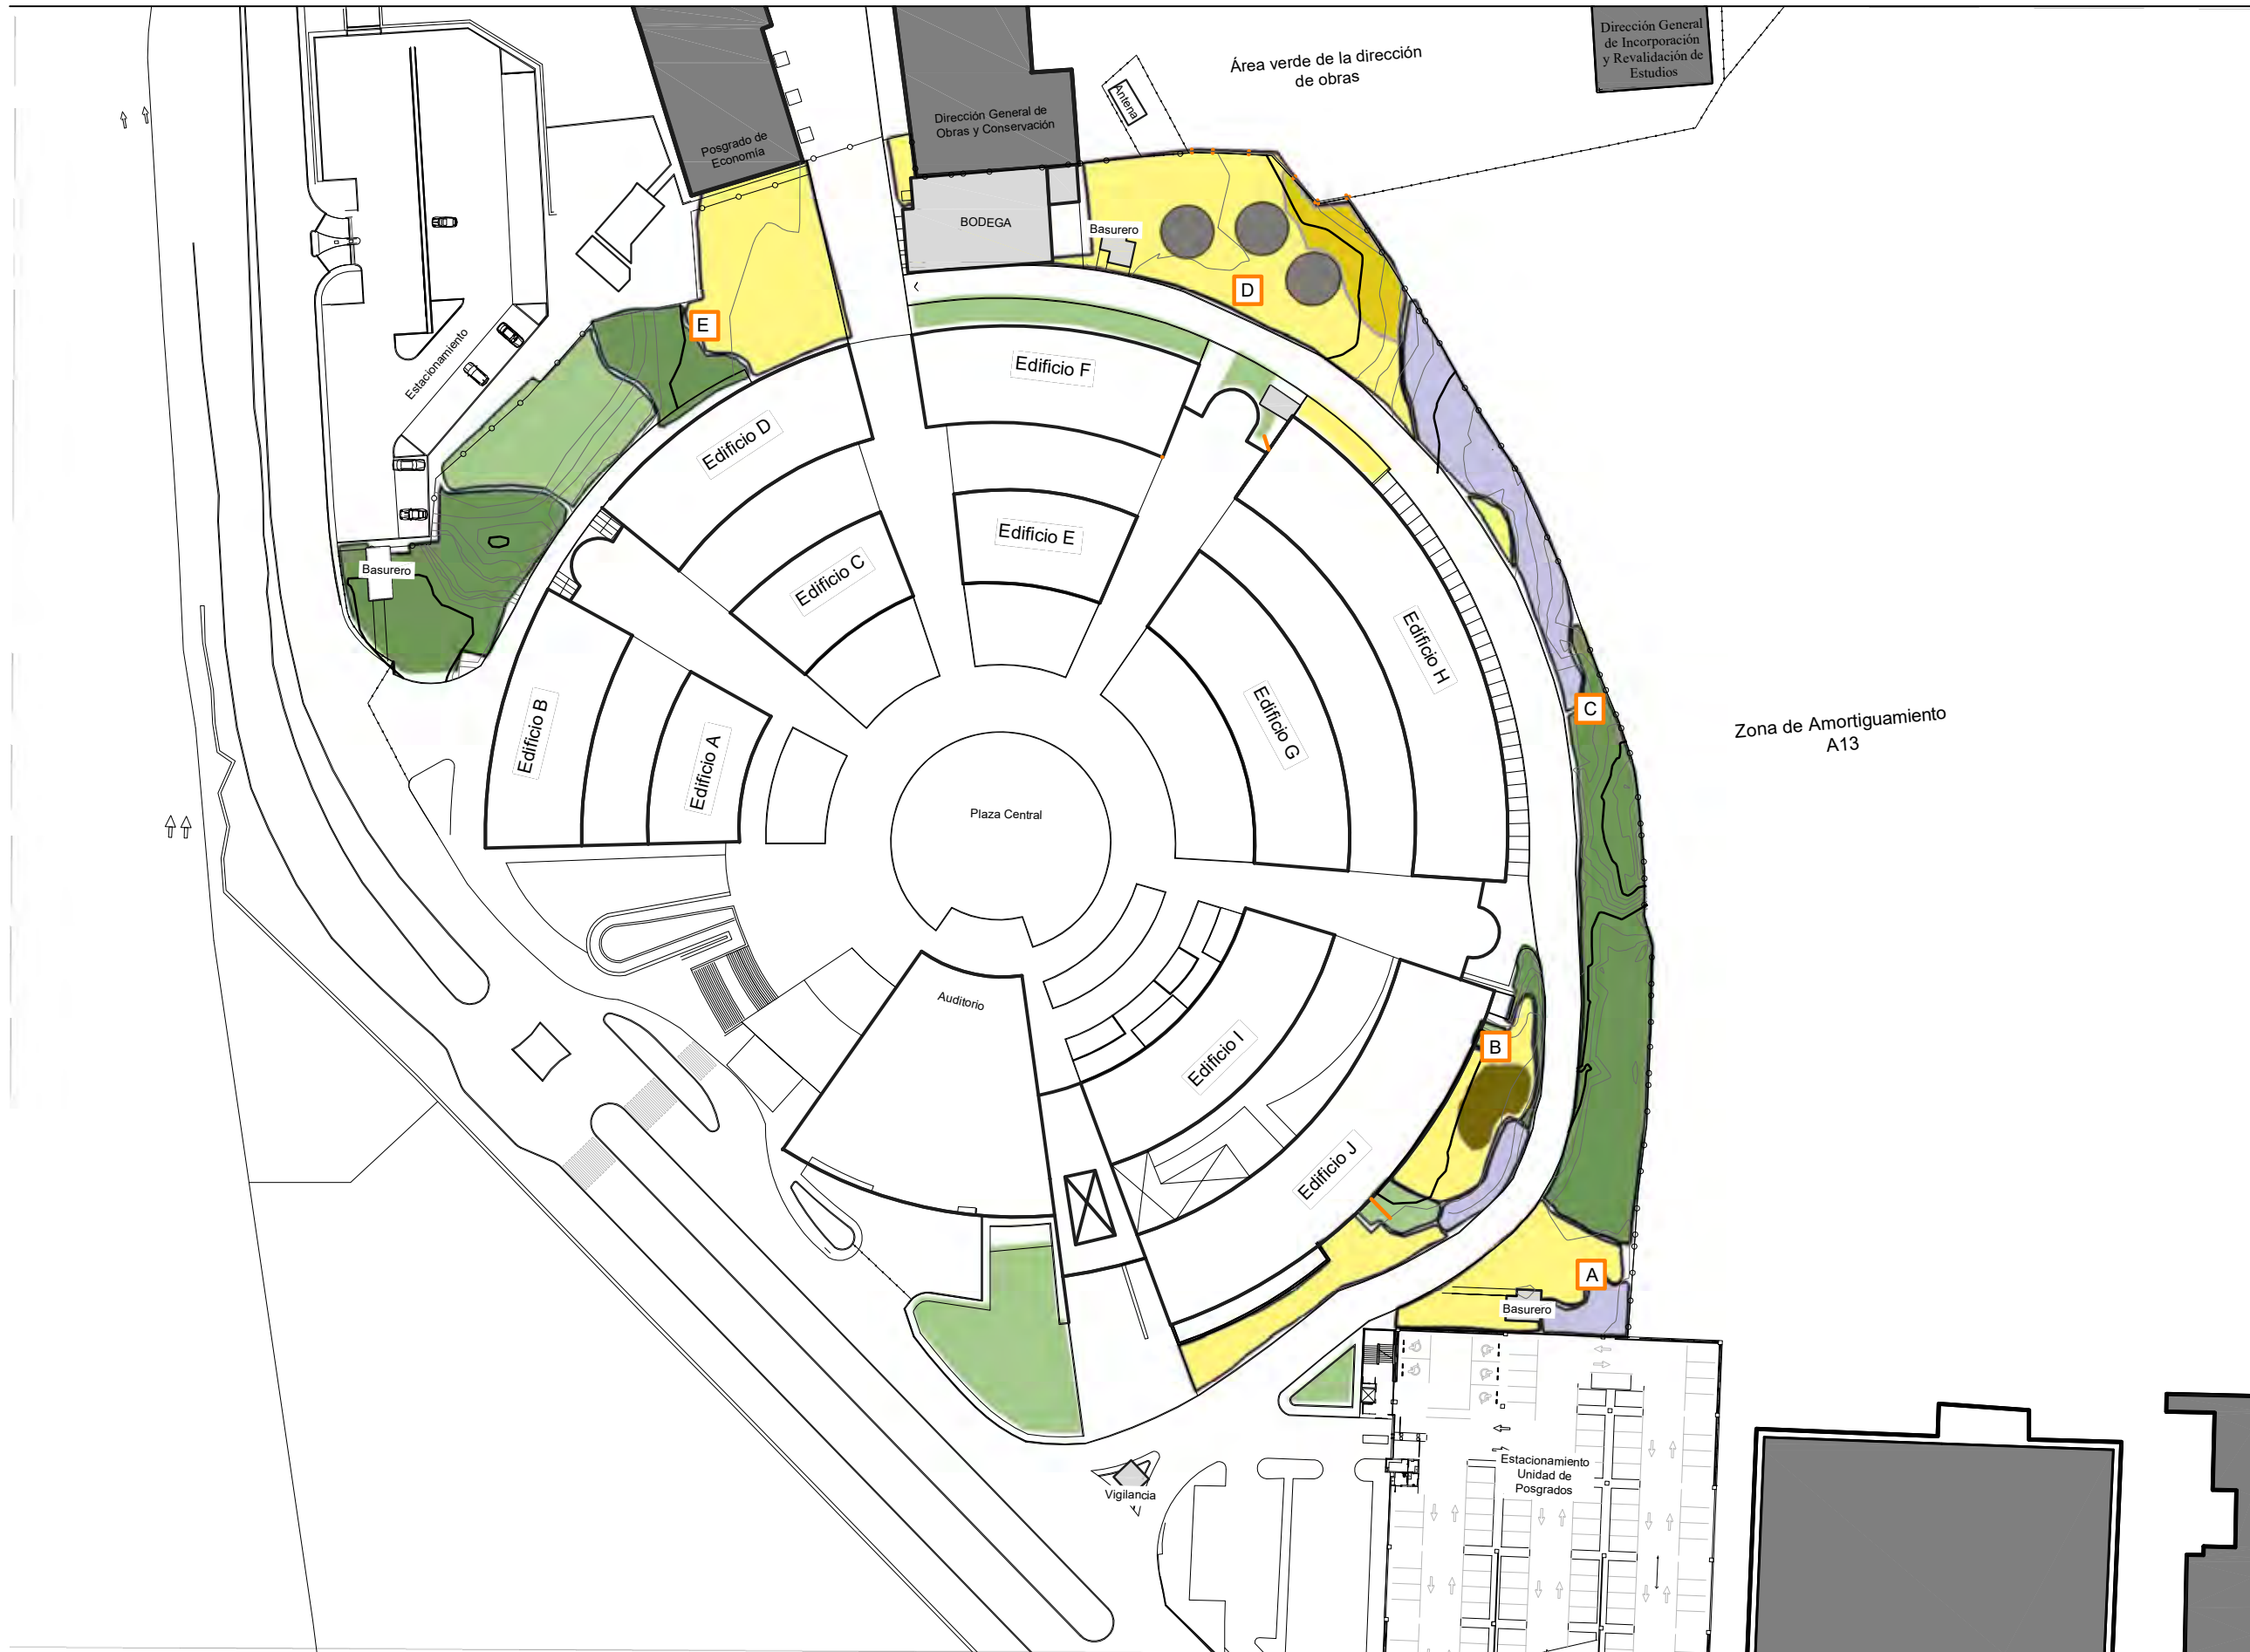 Dirección General
de Incorporación
y Revalidación de
Estudios
Área verde de la dirección
de obras
Antena
Dirección General de
Obras y Conservación
Posgrado de
Economía
BODEGA
Basurero
D
E
Estacionamiento
Edificio F
Edificio D
Edificio E
Edificio C
Basurero
Edificio H
Edificio G
Edificio B
Edificio A
C
Zona de Amortiguamiento
A13
Plaza Central
Auditorio
B
Edificio I
Edificio J
A
Basurero
Estacionamiento
Unidad de
Posgrados
Vigilancia